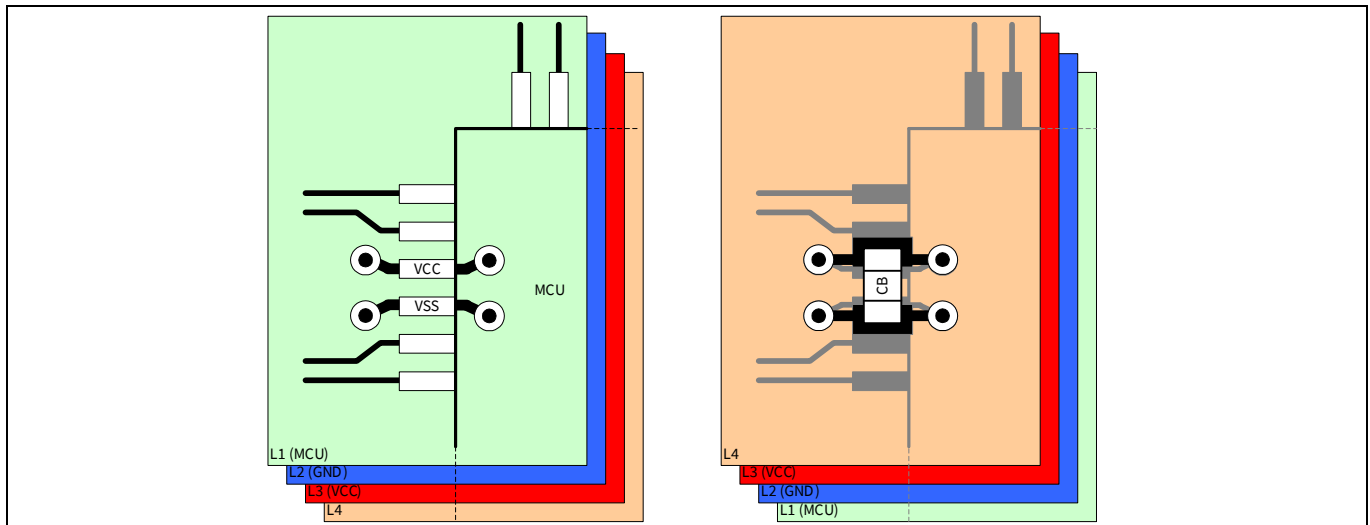 VCC
MCU
VSS
L1 (MCU)
L2 (GND)
L3 (VCC)
L4
CB
L4
L3 (VCC)
L2 (GND)
L1 (MCU)